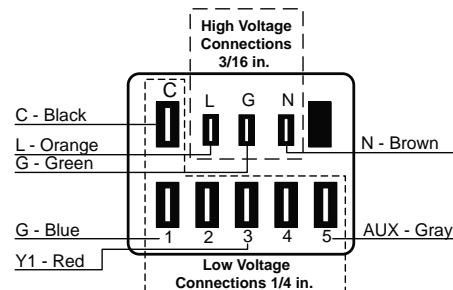 High Voltage
Connections
3/16 in.
C
L G N
C - Black
L - Orange
G - Green
N - Brown
G - Blue
1 2 3 4 5
AUX - Gray
Y1 - Red
Low Voltage
Connections 1/4 in.